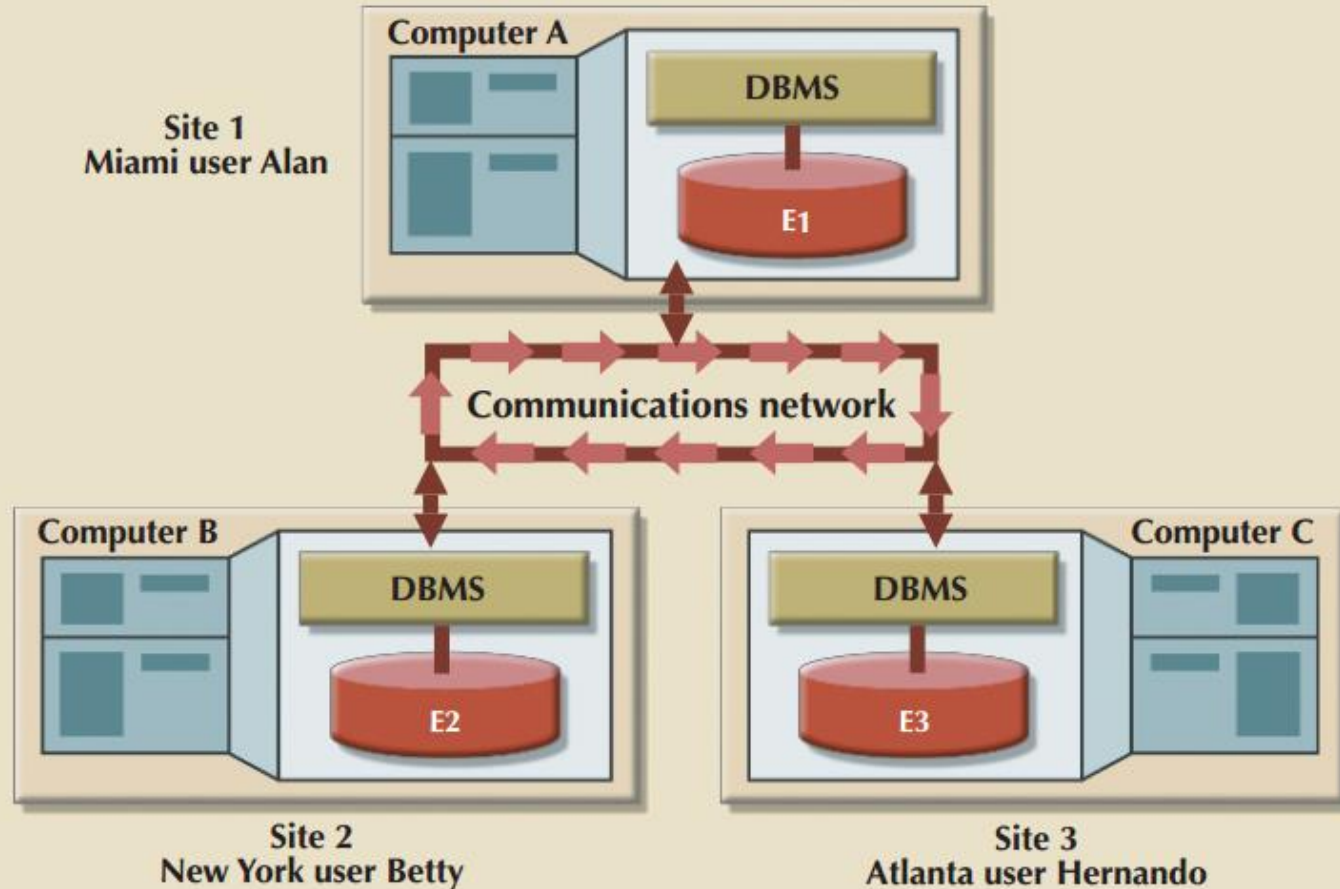 Computer A
DBMS
E1
Site 1
Miami user Alan
Communications network
Computer B
DBMS
E2
Site 2
New York user Betty
Computer C
DBMS
E3
Site 3
Atlanta user Hernando